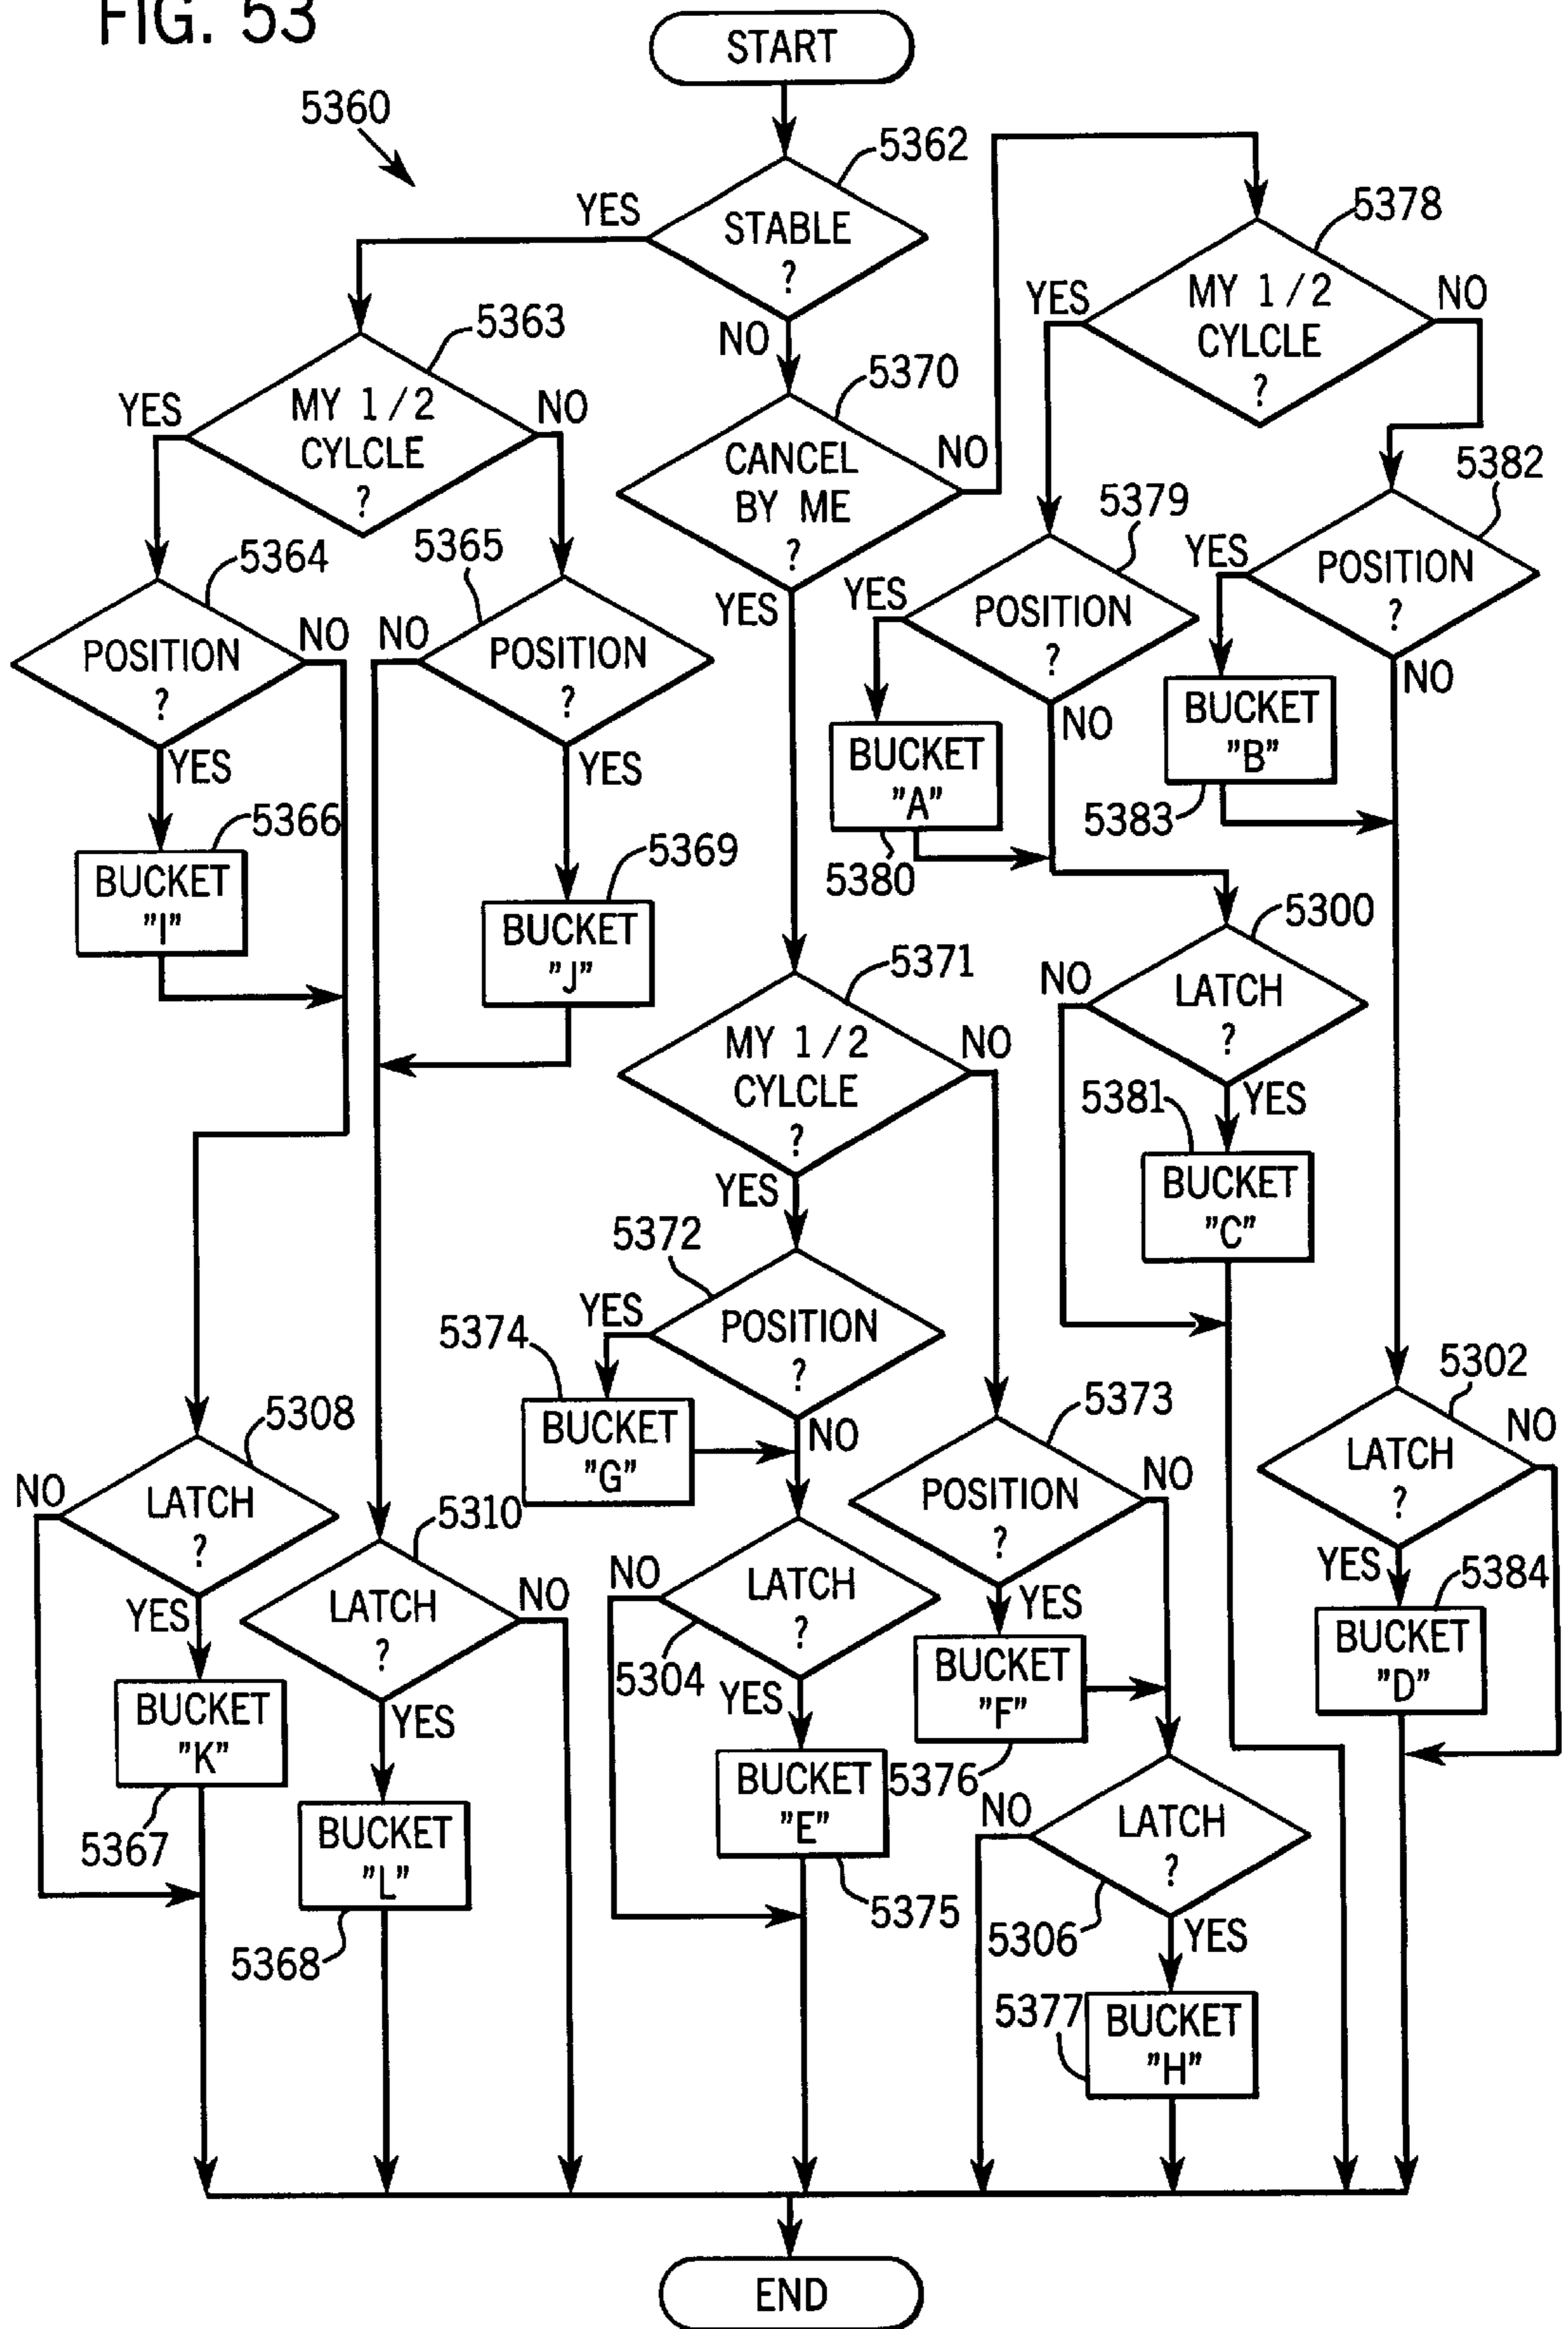 FIG. 53
START
5360
5362
YES
STABLE
?
5378
NO
5363
MY 1/2
CYLCLE
?
YES
NO
5370
YES
MY 1/2
CYLCLE
?
NO
CANCEL
BY ME
?
NO
YES
5382
5364
5365
5379
POSITION
?
YES
NO
POSITION
?
NO
YES
NO
POSITION
?
YES
POSITION
?
YES
NO
BUCKET
"B"
5383
YES
5366
BUCKET
"I"
5369
BUCKET
"J"
BUCKET
"A"
5380
5300
LATCH
?
NO
YES
5371
MY 1/2
CYLCLE
?
NO
YES
5381
BUCKET
"C"
5372
POSITION
?
YES
NO
5374
BUCKET
"G"
5373
POSITION
?
NO
YES
5302
LATCH
?
NO
YES
5384
BUCKET
"D"
5308
LATCH
?
NO
YES
5310
LATCH
?
NO
YES
LATCH
?
NO
5304
YES
BUCKET
"F"
5376
BUCKET
"K"
5367
BUCKET
"L"
5368
BUCKET
"E"
5375
LATCH
?
NO
5306
YES
5377
BUCKET
"H"
END